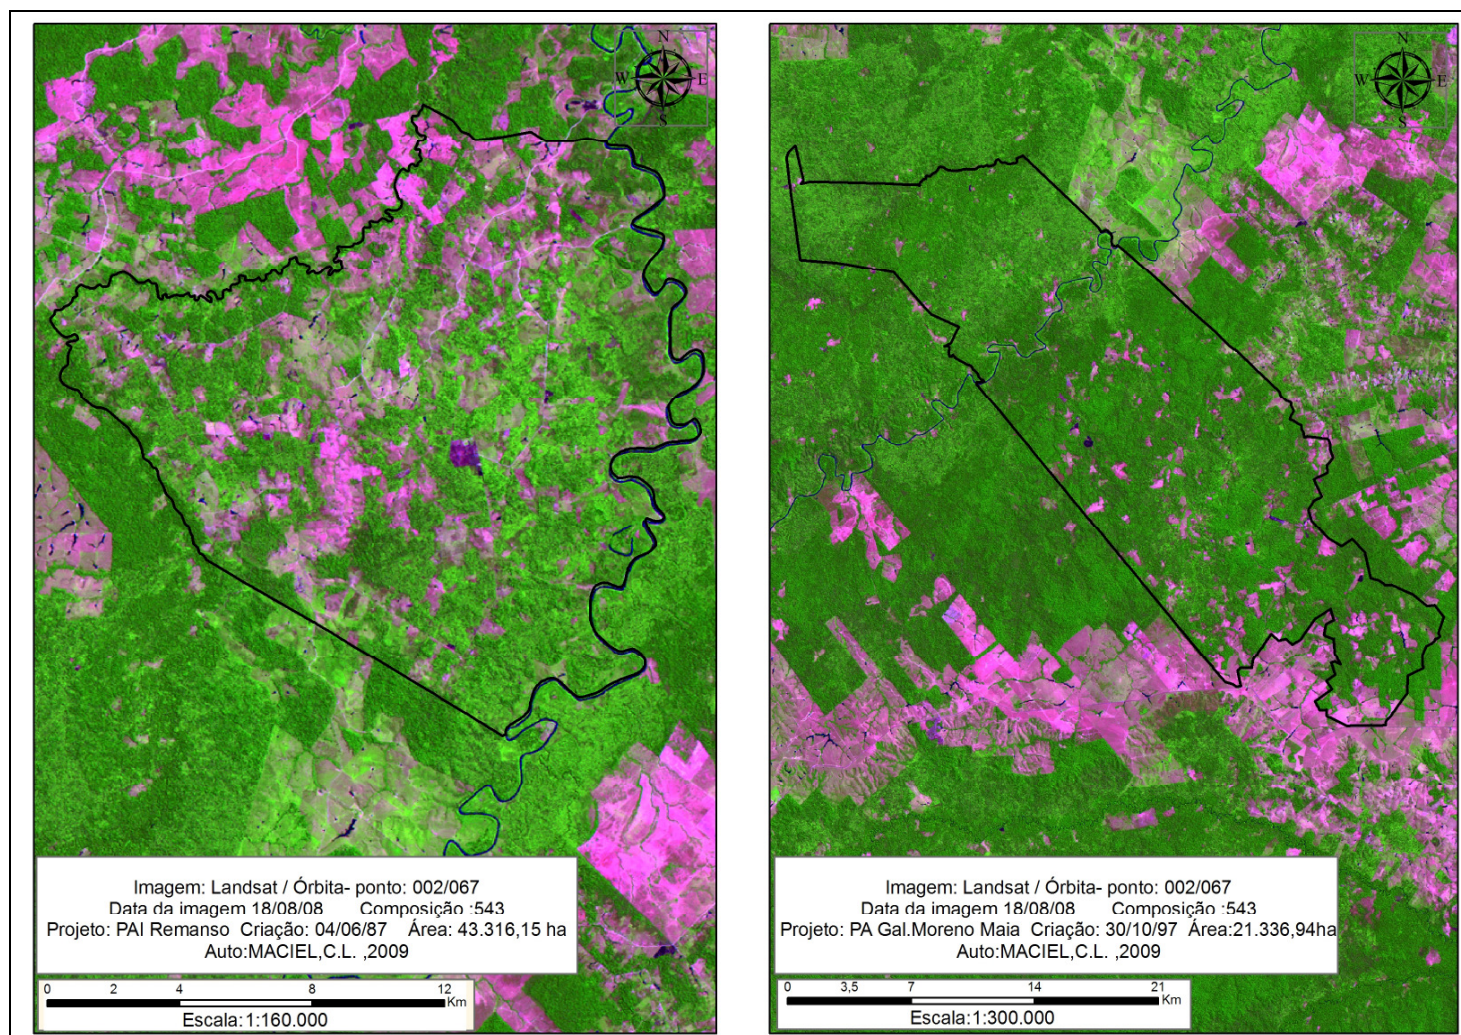 N
W E
S
Imagem: Landsat / Órbita- ponto: 002/067
Data da imagem 18/08/08 Composição :543
Projeto: PAI Remanso Criação: 04/06/87 Área: 43.316,15 ha
Auto:MACIEL,C.L. ,2009
0 2 4 8 12
Km
Escala:1:160.000
N
W E
S
Imagem: Landsat / Órbita- ponto: 002/067
Data da imagem 18/08/08 Composição :543
Projeto: PA Gal.Moreno Maia Criação: 30/10/97 Área:21.336,94ha
Auto:MACIEL,C.L. ,2009
0 3,5 7 14 21
Km
Escala:1:300.000